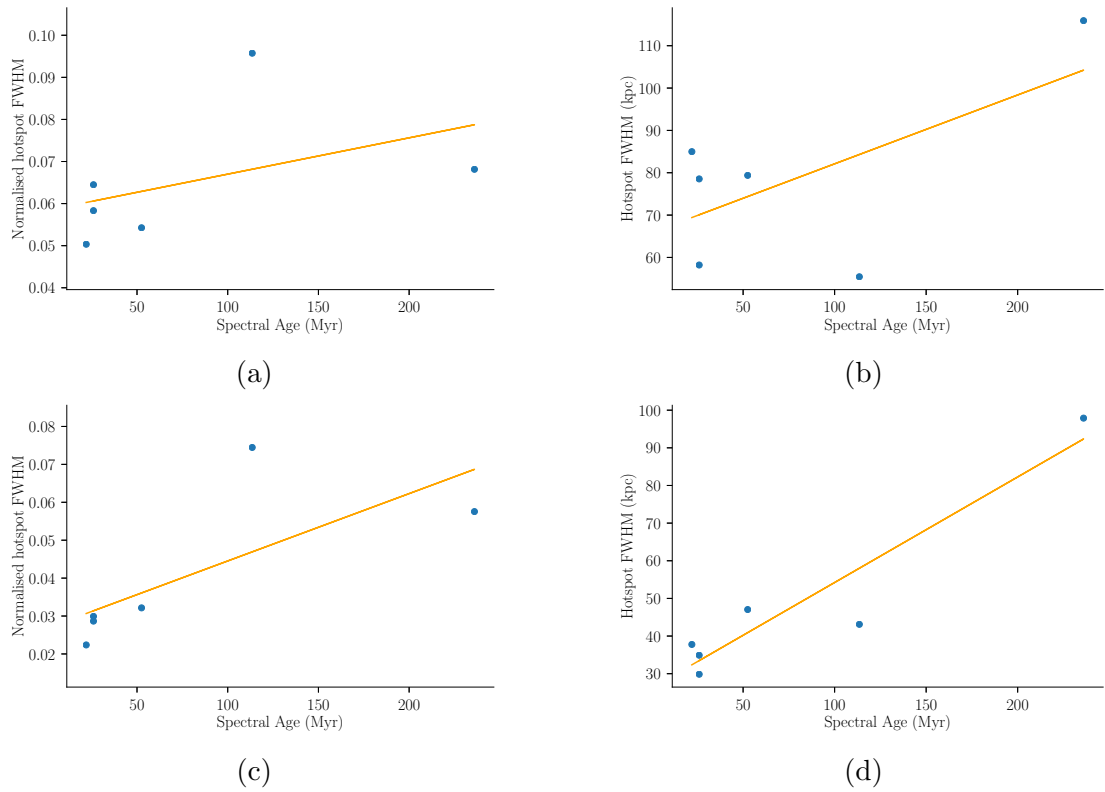 0.10
0.09
0.08
0.07
0.06
0.05
0.04
Normalised hotspot FWHM
50 100 150 200
Spectral Age (Myr)
(a)
110
100
90
80
70
60
Hotspot FWHM (kpc)
50 100 150 200
Spectral Age (Myr)
(b)
0.08
0.07
0.06
0.05
0.04
0.03
0.02
Normalised hotspot FWHM
50 100 150 200
Spectral Age (Myr)
(c)
100
90
80
70
60
50
40
30
Hotspot FWHM (kpc)
50 100 150 200
Spectral Age (Myr)
(d)